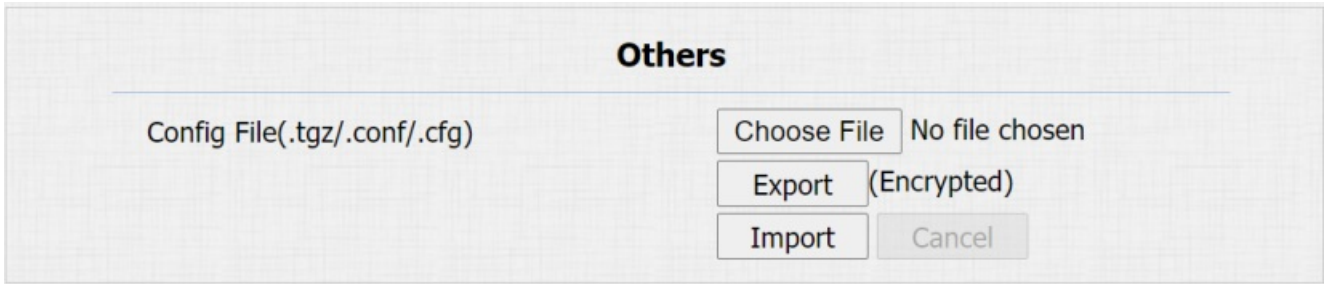 Others
Config File(.tgz/.conf/.cfg) Choose File No file chosen
Export (Encrypted)
Import Cancel